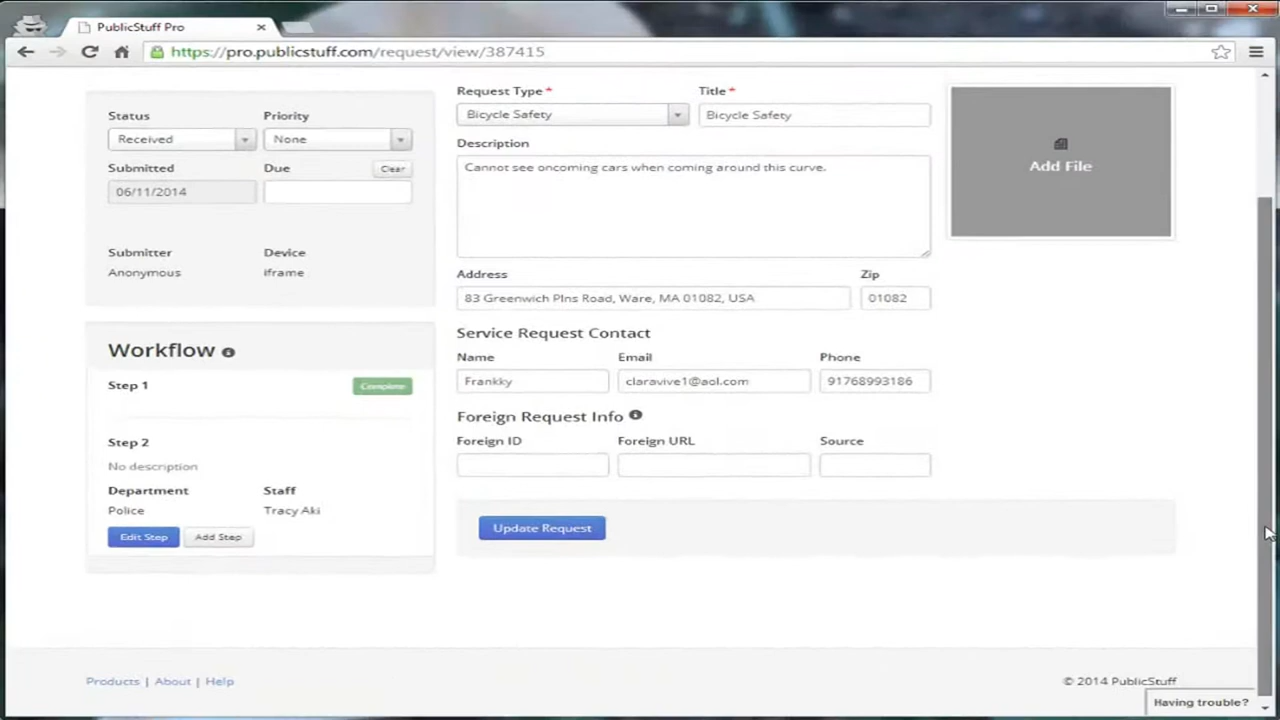 PublicStuff Pro
https://pro.publicstuff.com/request/view/387415
Status
Priority
Received
None
Submitted
Due
Clear
06/11/2014
Submitter
Device
Anonymous
iframe
Workflow
Step 1
Complete
Step 2
No description
Department
Staff
Police
Tracy Aki
Edit Step
Add Step
Request Type *
Title *
Bicycle Safety
Bicycle Safety
Description
Cannot see oncoming cars when coming around this curve.
Address
Zip
83 Greenwich Plns Road, Ware, MA 01082, USA
01082
Service Request Contact
Name
Email
Phone
Frankky
claravive1@aol.com
91768993186
Foreign Request Info
Foreign ID
Foreign URL
Source
Update Request
Add File
Products | About | Help
© 2014 PublicStuff
Having trouble?